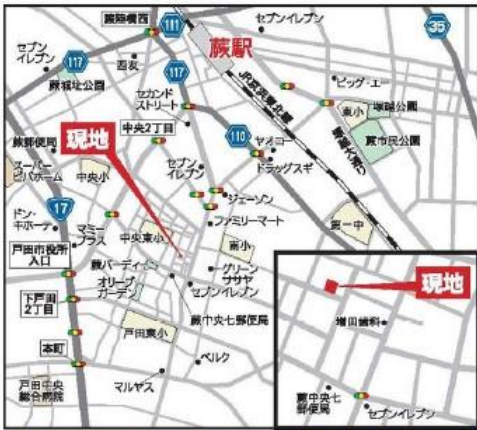 蕨陸橋西
111
蕨駅
セブン
イレブン
35
セブン
イレブン
117
西友
117
蕨城址公園
セカンド
ストリート
JR京浜東北線
ビッグ・エー
東小
塚越公園
蕨市民公園
中央2丁目
110
ヤオコー
ドラッグスギ
蕨郵便局
現地
スーパー
ビバホーム
中央小
セブン
イレブン
17
ジェーソン
ドン・
キホーテ
マミー
プラス
ファミリーマート
第一中
戸田市役所
入口
中央東小
南小
蕨バーディ
オリーブ
ガーデン
グリーン
ササヤ
セブンイレブン
下戸田
2丁目
蕨中央七郵便局
戸田東小
本町
ベルク
マルヤス
戸田中央
総合病院
現地
増田歯科
蕨中央七
郵便局
セブンイレブン